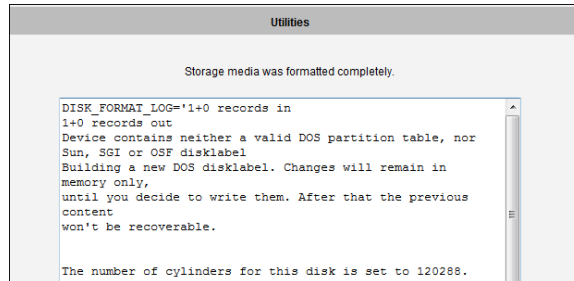 Utilities
Storage media was formatted completely.
DISK_FORMAT_LOG='1+0 records in
1+0 records out
Device contains neither a valid DOS partition table, nor
Sun, SGI or OSF disklabel
Building a new DOS disklabel. Changes will remain in
memory only,
until you decide to write them. After that the previous
content
won't be recoverable.
The number of cylinders for this disk is set to 120288.